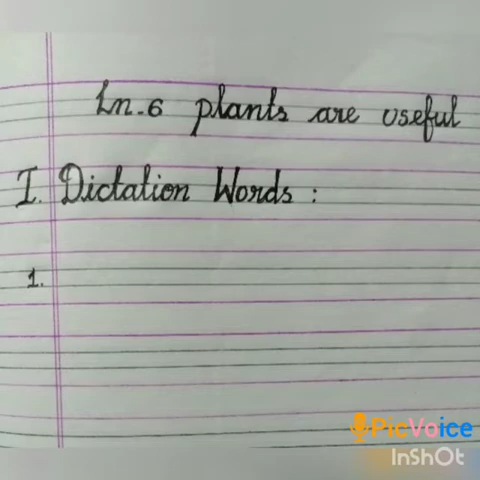 Ln.6 plants are useful
I. Dictation Words :
1.
PicVoice
InShOt